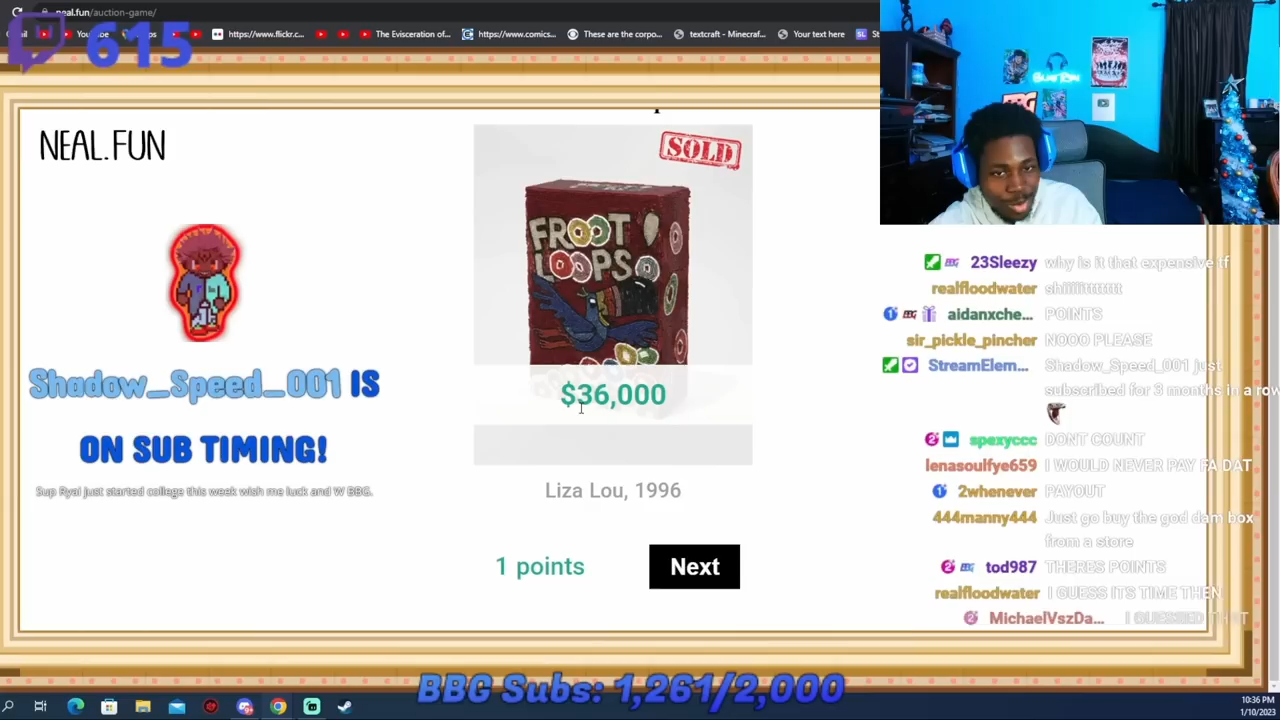 neal.fun/auction-game/
615
https://www.flickr.c...
The Evisceration of...
https://www.comics...
These are the corpo...
textcraft - Minecraf...
Your text here
NEAL.FUN
SOLD
FROOT
LOOPS
$36,000
Liza Lou, 1996
1 points
Next
Shadow_Speed_001 IS
ON SUB TIMING!
Sup Ryai just started college this week wish me luck and W BBG.
23Sleezy why is it that expensive tf
realfloodwater shiiiitttttttt
aidanxche... POINTS
sir_pickle_pincher NOOO PLEASE
StreamElem... Shadow_Speed_001 just
subscribed for 3 months in a row
spexyccc DONT COUNT
lenasoulfye659 I WOULD NEVER PAY FA DAT
2whenever PAYOUT
444manny444 Just go buy the god dam box
from a store
tod987 THERES POINTS
realfloodwater I GUESS ITS TIME THEN
MichaelVszDa... I GUESSED THAT
BBG Subs: 1,261/2,000
10:36 PM
1/10/2023